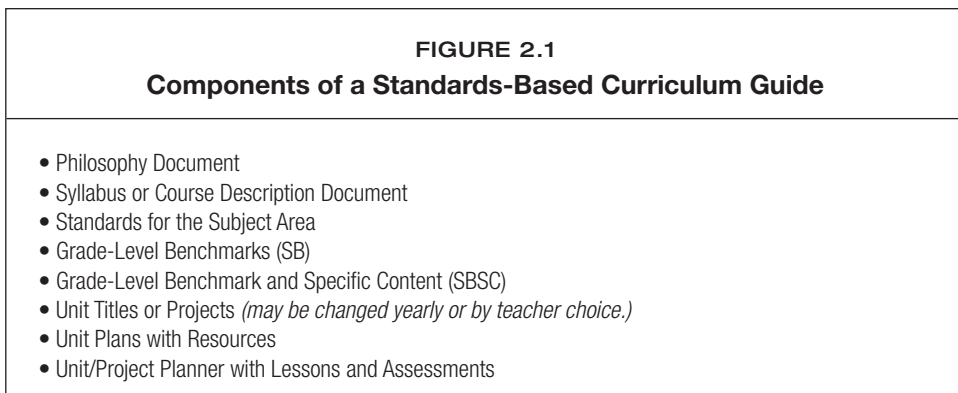 FIGURE 2.1
Components of a Standards-Based Curriculum Guide
• Philosophy Document
• Syllabus or Course Description Document
• Standards for the Subject Area
• Grade-Level Benchmarks (SB)
• Grade-Level Benchmark and Specific Content (SBSC)
• Unit Titles or Projects (may be changed yearly or by teacher choice.)
• Unit Plans with Resources
• Unit/Project Planner with Lessons and Assessments